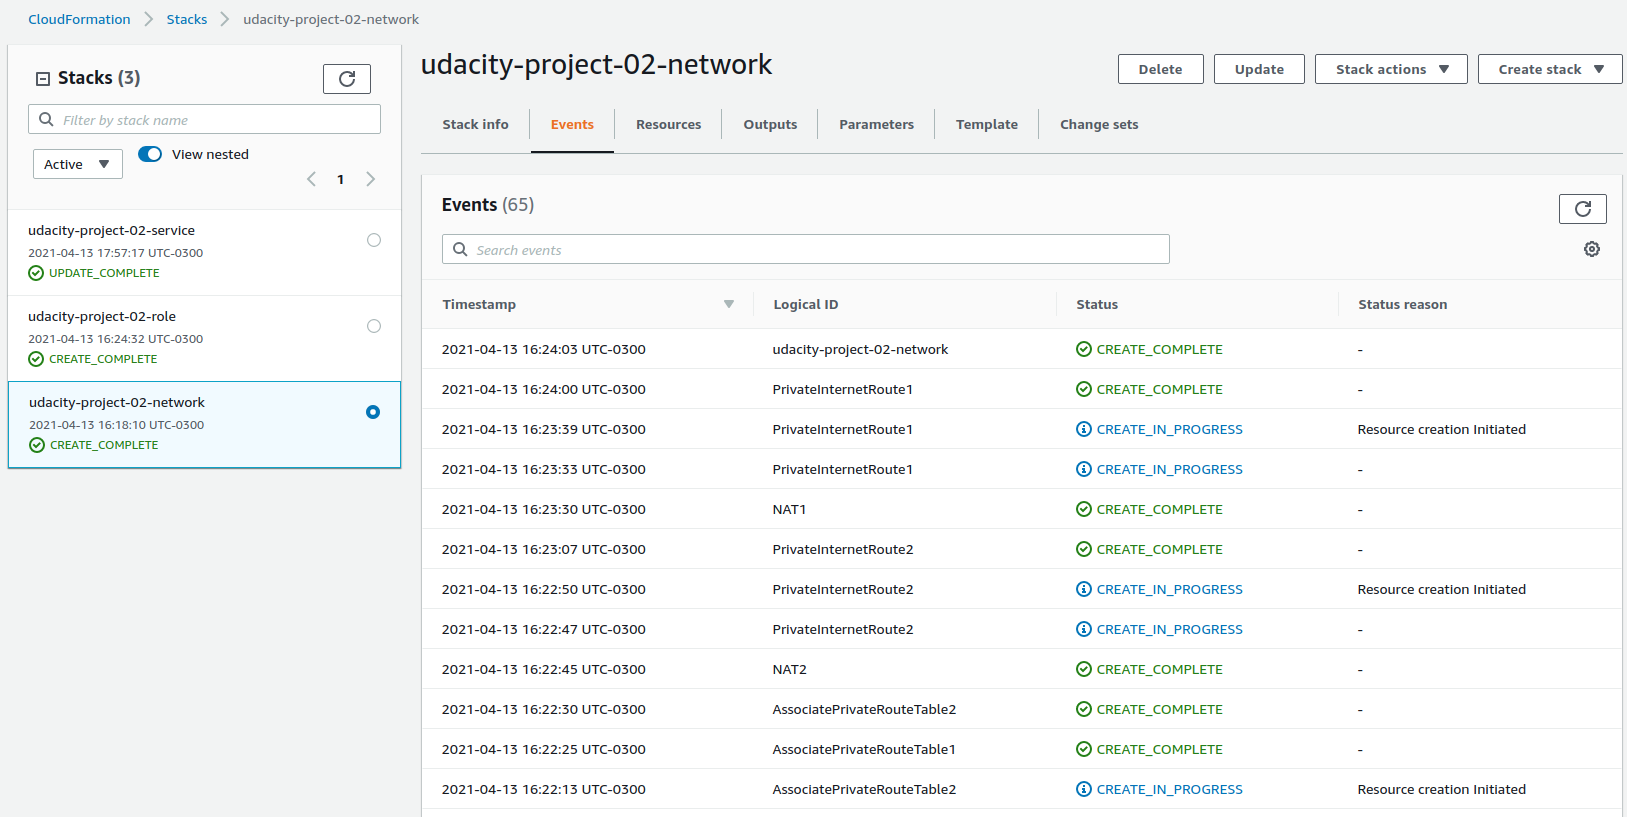 CloudFormation Stacks udacity-project-02-network
Stacks (3)
Filter by stack name
Active View nested
1
udacity-project-02-service
2021-04-13 17:57:17 UTC-0300
UPDATE_COMPLETE
udacity-project-02-role
2021-04-13 16:24:32 UTC-0300
CREATE_COMPLETE
udacity-project-02-network
2021-04-13 16:18:10 UTC-0300
CREATE_COMPLETE
udacity-project-02-network
Delete Update Stack actions Create stack
Stack info Events Resources Outputs Parameters Template Change sets
Events (65)
Search events
Timestamp Logical ID Status Status reason
2021-04-13 16:24:03 UTC-0300 udacity-project-02-network CREATE_COMPLETE -
2021-04-13 16:24:00 UTC-0300 PrivateInternetRoute1 CREATE_COMPLETE -
2021-04-13 16:23:39 UTC-0300 PrivateInternetRoute1 CREATE_IN_PROGRESS Resource creation Initiated
2021-04-13 16:23:33 UTC-0300 PrivateInternetRoute1 CREATE_IN_PROGRESS -
2021-04-13 16:23:30 UTC-0300 NAT1 CREATE_COMPLETE -
2021-04-13 16:23:07 UTC-0300 PrivateInternetRoute2 CREATE_COMPLETE -
2021-04-13 16:22:50 UTC-0300 PrivateInternetRoute2 CREATE_IN_PROGRESS Resource creation Initiated
2021-04-13 16:22:47 UTC-0300 PrivateInternetRoute2 CREATE_IN_PROGRESS -
2021-04-13 16:22:45 UTC-0300 NAT2 CREATE_COMPLETE -
2021-04-13 16:22:30 UTC-0300 AssociatePrivateRouteTable2 CREATE_COMPLETE -
2021-04-13 16:22:25 UTC-0300 AssociatePrivateRouteTable1 CREATE_COMPLETE -
2021-04-13 16:22:13 UTC-0300 AssociatePrivateRouteTable2 CREATE_IN_PROGRESS Resource creation Initiated